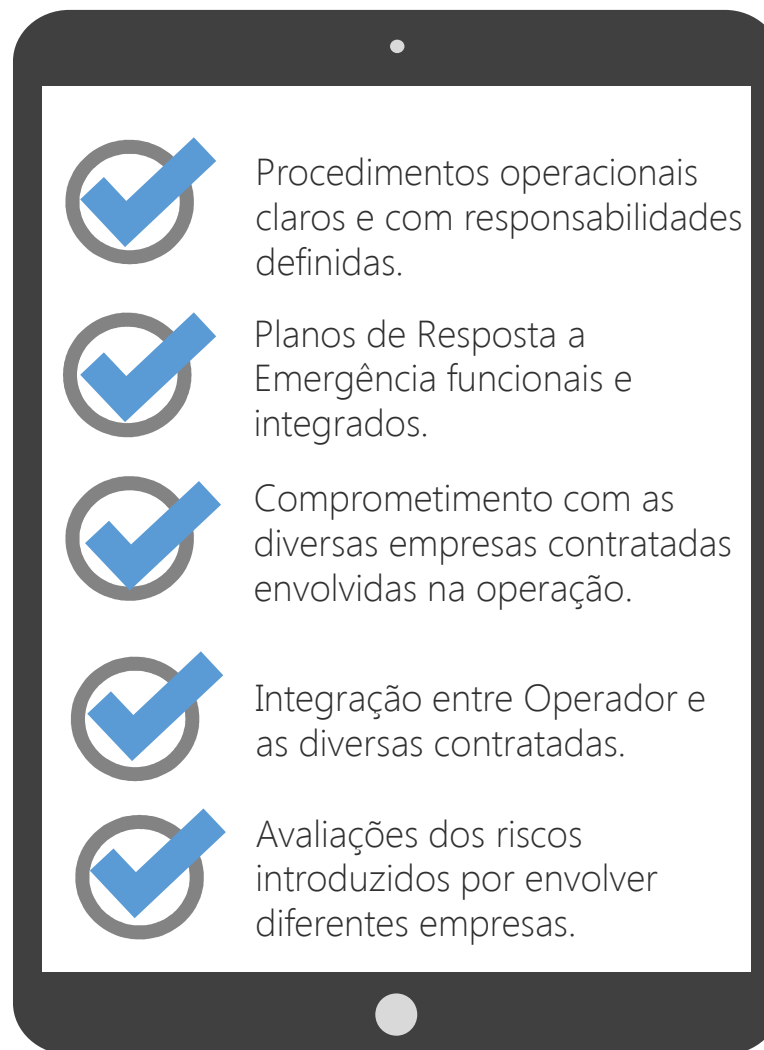 Procedimentos operacionais
claros e com responsabilidades
definidas.
Planos de Resposta a
Emergência funcionais e
integrados.
Comprometimento com as
diversas empresas contratadas
envolvidas na operação.
Integração entre Operador e
as diversas contratadas.
Avaliações dos riscos
introduzidos por envolver
diferentes empresas.